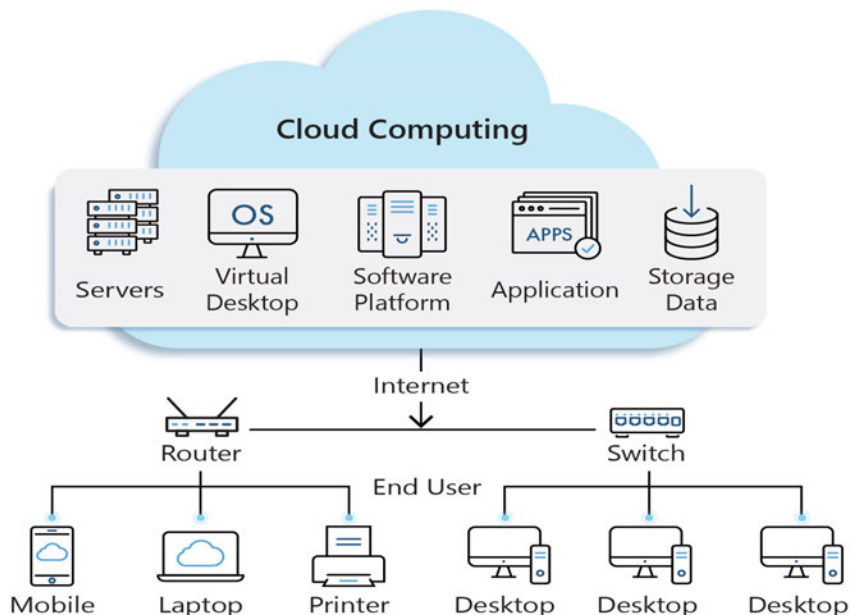 Cloud Computing
OS
APPS
Servers
Virtual
Desktop
Software
Platform
Application
Storage
Data
Internet
Router
Switch
End User
Mobile
Laptop
Printer
Desktop
Desktop
Desktop